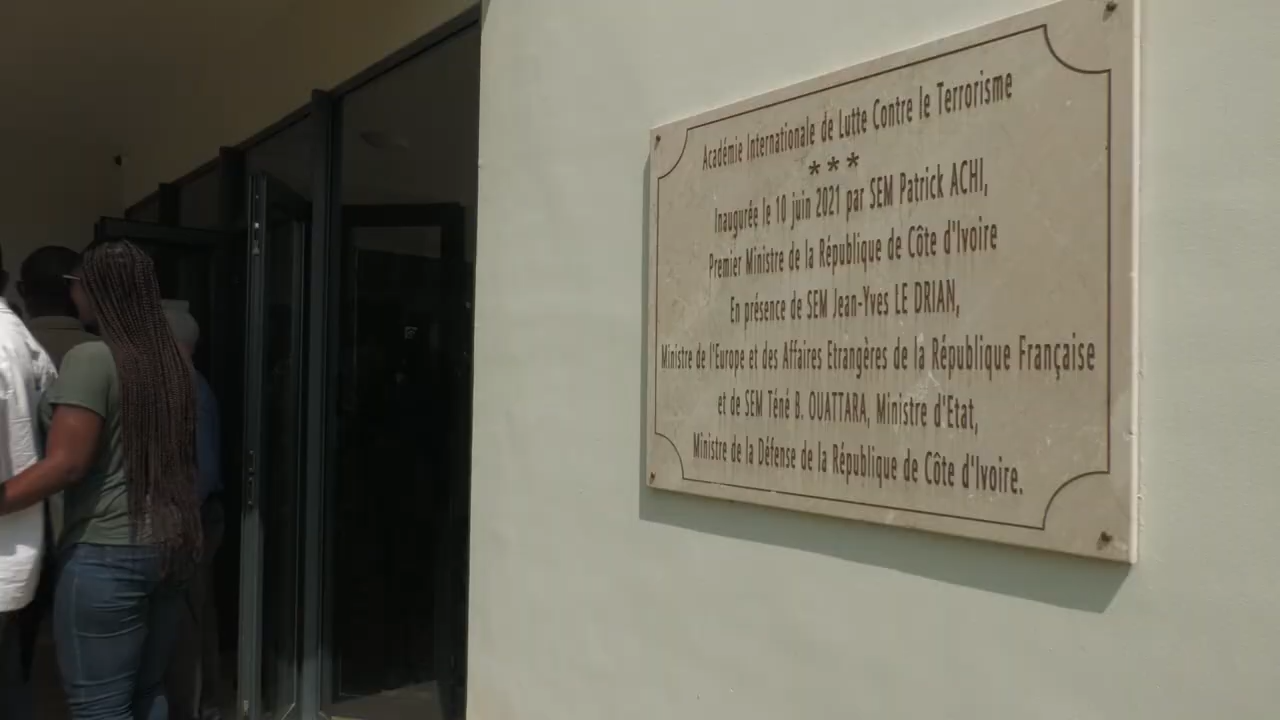 Académie Internationale de Lutte Contre le Terrorisme
***
Inaugurée le 10 juin 2021 par SEM Patrick ACHI,
Premier Ministre de la République de Côte d'Ivoire
En présence de SEM Jean-Yves LE DRIAN,
Ministre de l'Europe et des Affaires Etrangères de la République Française
et de SEM Téné B. OUATTARA, Ministre d'Etat,
Ministre de la Défense de la République de Côte d'Ivoire.